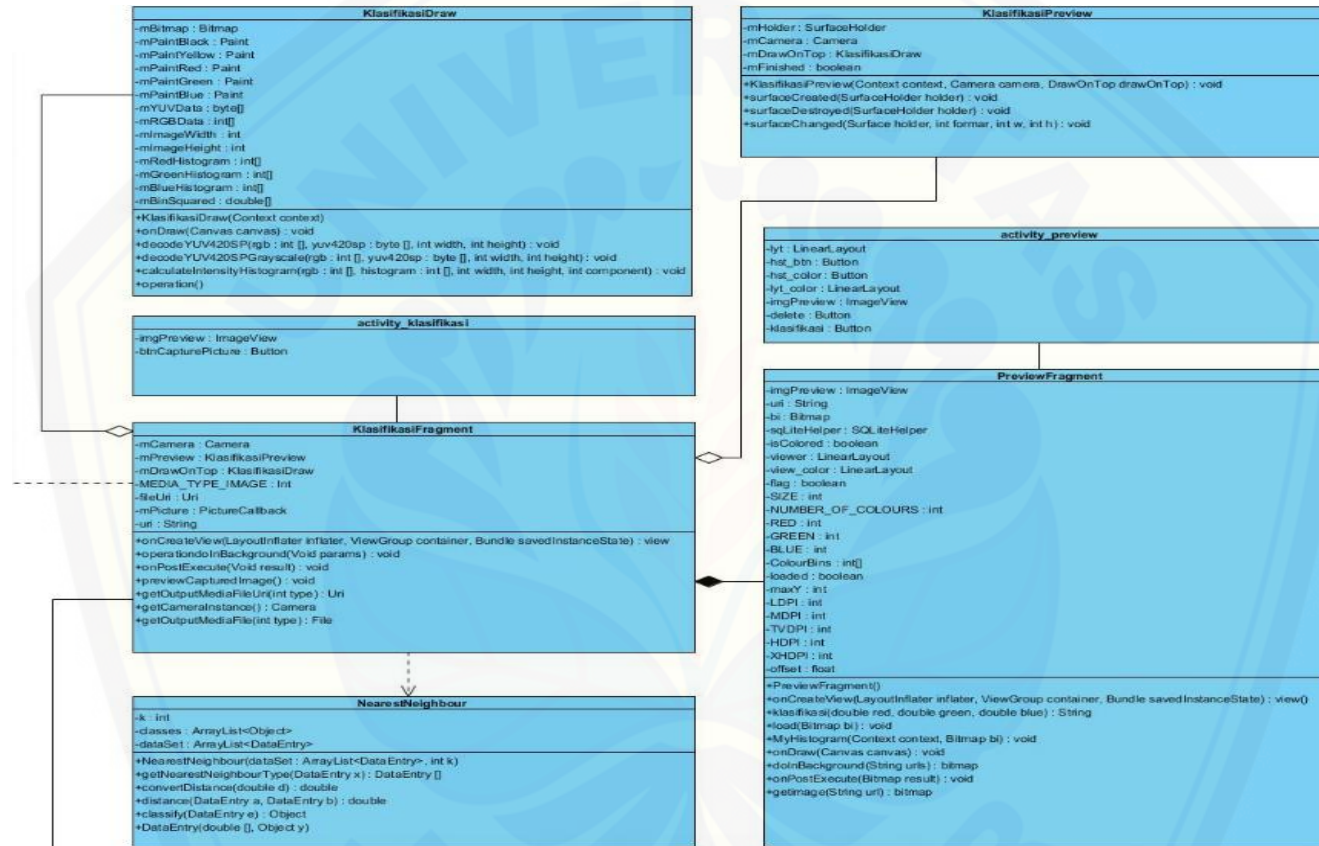 KlasifikasiDraw
-mBitmap : Bitmap
-mPaintBlack : Paint
-mPaintYellow : Paint
-mPaintRed : Paint
-mPaintGreen : Paint
-mPaintBlue : Paint
-mYUVData : byte[]
-mRGBData : int[]
-mImageWidth : int
-mImageHeight : int
-mRedHistogram : int[]
-mGreenHistogram : int[]
-mBlueHistogram : int[]
-mBinSquared : double[]
+KlasifikasiDraw(Context context)
+onDraw(Canvas canvas) : void
+decodeYUV420SP(rgb : int [], yuv420sp : byte [], int width, int height) : void
+decodeYUV420SPGrayscale(rgb : int [], yuv420sp : byte [], int width, int height) : void
+calculateIntensityHistogram(rgb : int [], histogram : int [], int width, int height, int component) : void
+operation()
KlasifikasiPreview
-mHolder : SurfaceHolder
-mCamera : Camera
-mDrawOnTop : KlasifikasiDraw
-mFinished : boolean
+KlasifikasiPreview(Context context, Camera camera, DrawOnTop drawOnTop) : void
+surfaceCreated(SurfaceHolder holder) : void
+surfaceDestroyed(SurfaceHolder holder) : void
+surfaceChanged(Surface holder, int formar, int w, int h) : void
activity_klasifikasi
-imgPreview : ImageView
-btnCapturePicture : Button
activity_preview
-lyt : LinearLayout
-hst_btn : Button
-hst_color : Button
-lyt_color : LinearLayout
-imgPreview : ImageView
-delete : Button
-klasifikasi : Button
KlasifikasiFragment
-mCamera : Camera
-mPreview : KlasifikasiPreview
-mDrawOnTop : KlasifikasiDraw
-MEDIA_TYPE_IMAGE : Int
-fileUri : Uri
-mPicture : PictureCallback
-uri : String
+onCreateView(LayoutInflater inflater, ViewGroup container, Bundle savedInstanceState) : view
+operationdoInBackground(Void params) : void
+onPostExecute(Void result) : void
+previewCapturedImage() : void
+getOutputMediaFileUri(int type) : Uri
+getCameraInstance() : Camera
+getOutputMediaFile(int type) : File
PreviewFragment
-imgPreview : ImageView
-uri : String
-bi : Bitmap
-sqLiteHelper : SQLiteHelper
-isColored : boolean
-viewer : LinearLayout
-view_color : LinearLayout
-flag : boolean
-SIZE : int
-NUMBER_OF_COLOURS : int
-RED : int
-GREEN : int
-BLUE : int
-ColourBins : int[]
-loaded : boolean
-maxY : int
-LDPI : int
-MDPI : int
-TVDPI : int
-HDPI : int
-XHDPI : int
-offset : float
+PreviewFragment()
+onCreateView(LayoutInflater inflater, ViewGroup container, Bundle savedInstanceState) : view()
+klasifikasi(double red, double green, double blue) : String
+load(Bitmap bi) : void
+MyHistogram(Context context, Bitmap bi) : void
+onDraw(Canvas canvas) : void
+doInBackground(String urls) : bitmap
+onPostExecute(Bitmap result) : void
+getimage(String url) : bitmap
NearestNeighbour
-k : int
-classes : ArrayList<Object>
-dataSet : ArrayList<DataEntry>
+NearestNeighbour(dataSet : ArrayList<DataEntry>, int k)
+getNearestNeighbourType(DataEntry x) : DataEntry []
+convertDistance(double d) : double
+distance(DataEntry a, DataEntry b) : double
+classify(DataEntry e) : Object
+DataEntry(double [], Object y)